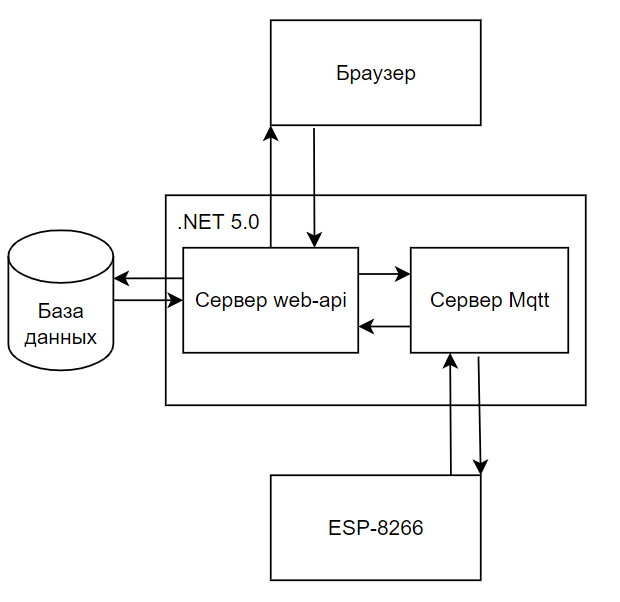 Браузер
.NET 5.0
Сервер web-api
Сервер Mqtt
База
данных
ESP-8266